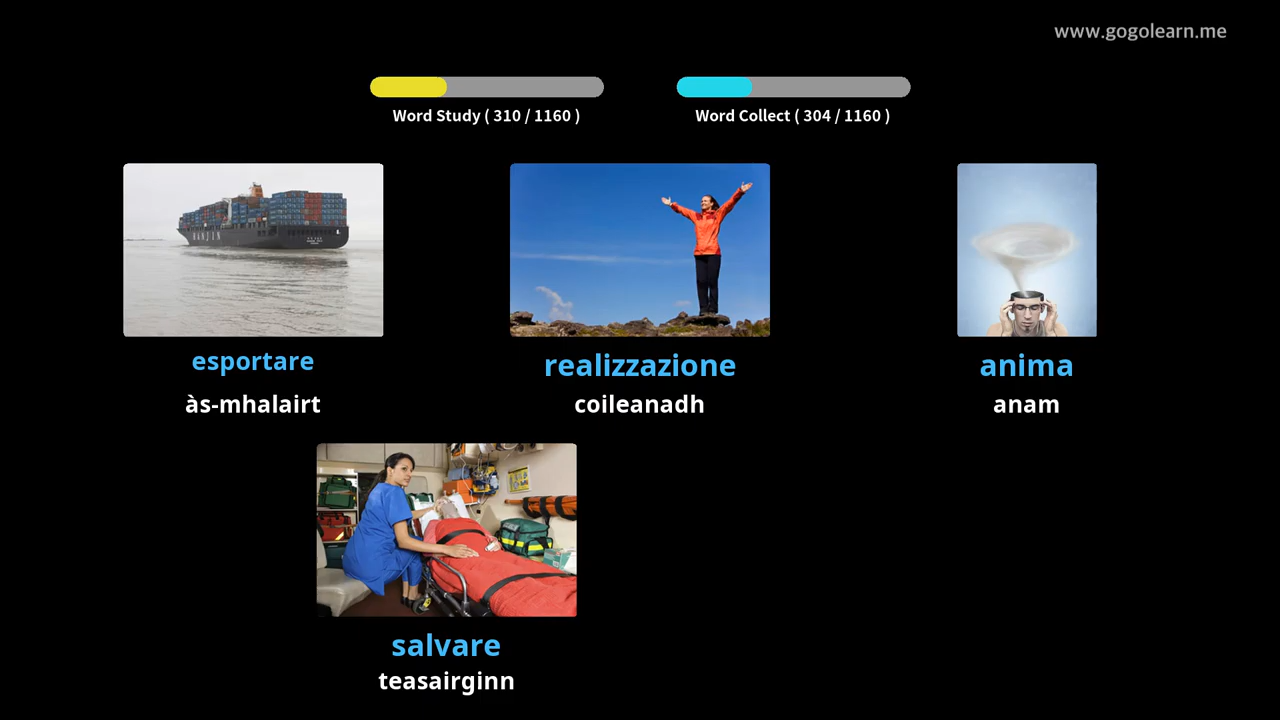 www.gogolearn.me
Word Study ( 310 / 1160 )
Word Collect ( 304 / 1160 )
HANJIN
esportare
realizzazione
anima
às-mhalairt
coileanadh
anam
salvare
teasairginn